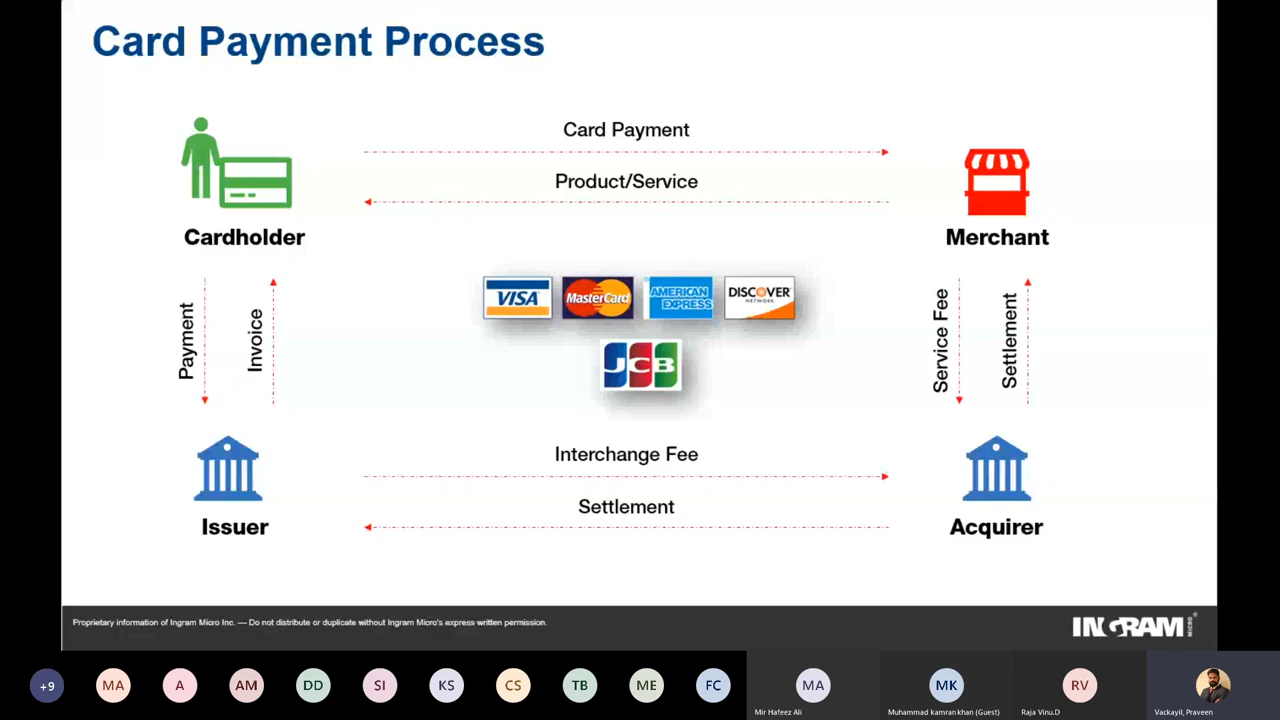 Card Payment Process
Card Payment
Product/Service
Cardholder
Merchant
Payment
Invoice
VISA
MasterCard
AMERICAN
EXPRESS
DISCOVER
NETWORK
JCB
Service Fee
Settlement
Interchange Fee
Settlement
Issuer
Acquirer
Proprietary information of Ingram Micro Inc. — Do not distribute or duplicate without Ingram Micro's express written permission.
INGRAM MICRO®
+9
MA
A
AM
DD
SI
KS
CS
TB
ME
FC
MA
MK
RV
Mir Hafeez Ali
Muhammad kamran khan (Guest)
Raja Vinu.D
Vackayil, Praveen